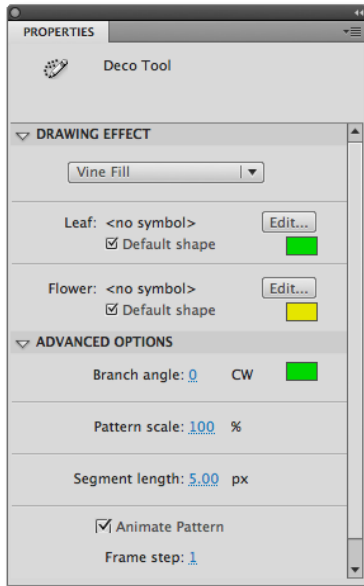 PROPERTIES
Deco Tool
DRAWING EFFECT
Vine Fill
Leaf: <no symbol> Edit...
Default shape
Flower: <no symbol> Edit...
Default shape
ADVANCED OPTIONS
Branch angle: 0 CW
Pattern scale: 100 %
Segment length: 5.00 px
Animate Pattern
Frame step: 1